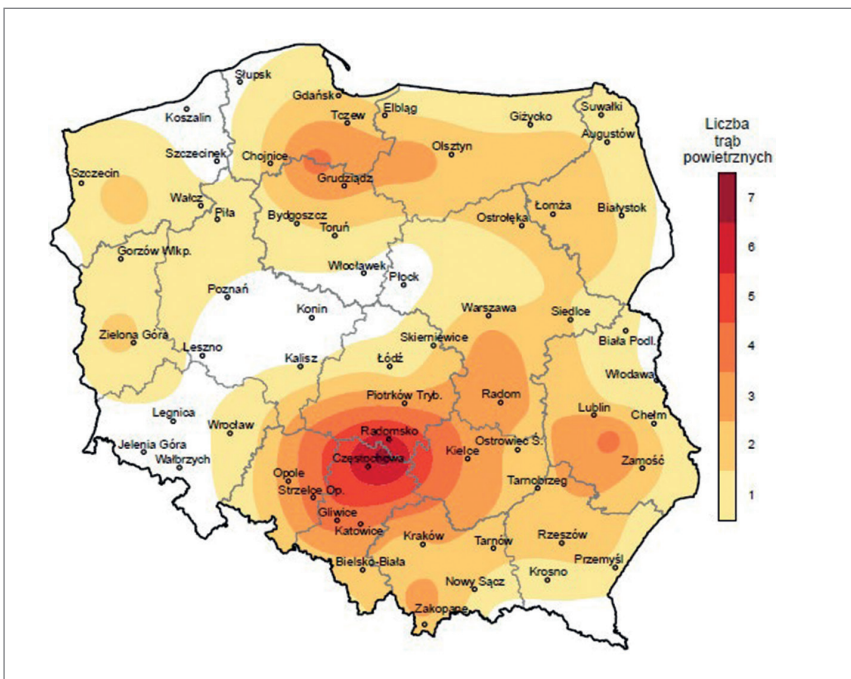 Słupsk
Gdańsk
Koszalin
Tczew
Elbląg
Giżycko
Suwałki
Augustów
Szczecinek
Chojnice
Olsztyn
Szczecin
Grudziądz
Wałcz
Piła
Bydgoszcz
Toruń
Ostrołęka
Łomża
Białystok
Gorzów Wlkp.
Włocławek
Płock
Poznań
Konin
Warszawa
Siedlce
Zielona Góra
Leszno
Kalisz
Skierniewice
Łódź
Biała Podl.
Włodawa
Piotrków Tryb.
Radom
Legnica
Wrocław
Lublin
Chełm
Radomsko
Jelenia Góra
Wałbrzych
Częstochowa
Kielce
Ostrowiec Ś.
Opole
Strzelce Op.
Zamość
Tarnobrzeg
Gliwice
Katowice
Kraków
Tarnów
Rzeszów
Przemyśl
Bielsko-Biała
Nowy Sącz
Krosno
Zakopane
Liczba
trąb
powietrznych
7
6
5
4
3
2
1